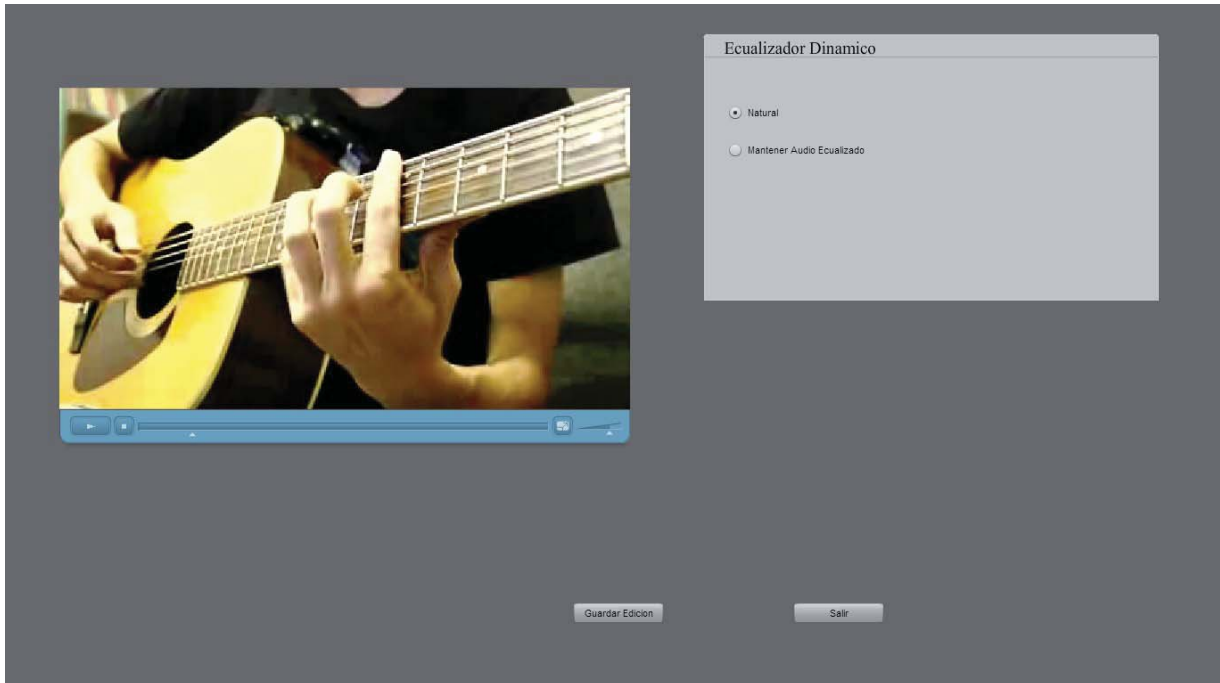 Ecualizador Dinamico
Natural
Mantener Audio Ecualizado
Guardar Edicion
Salir